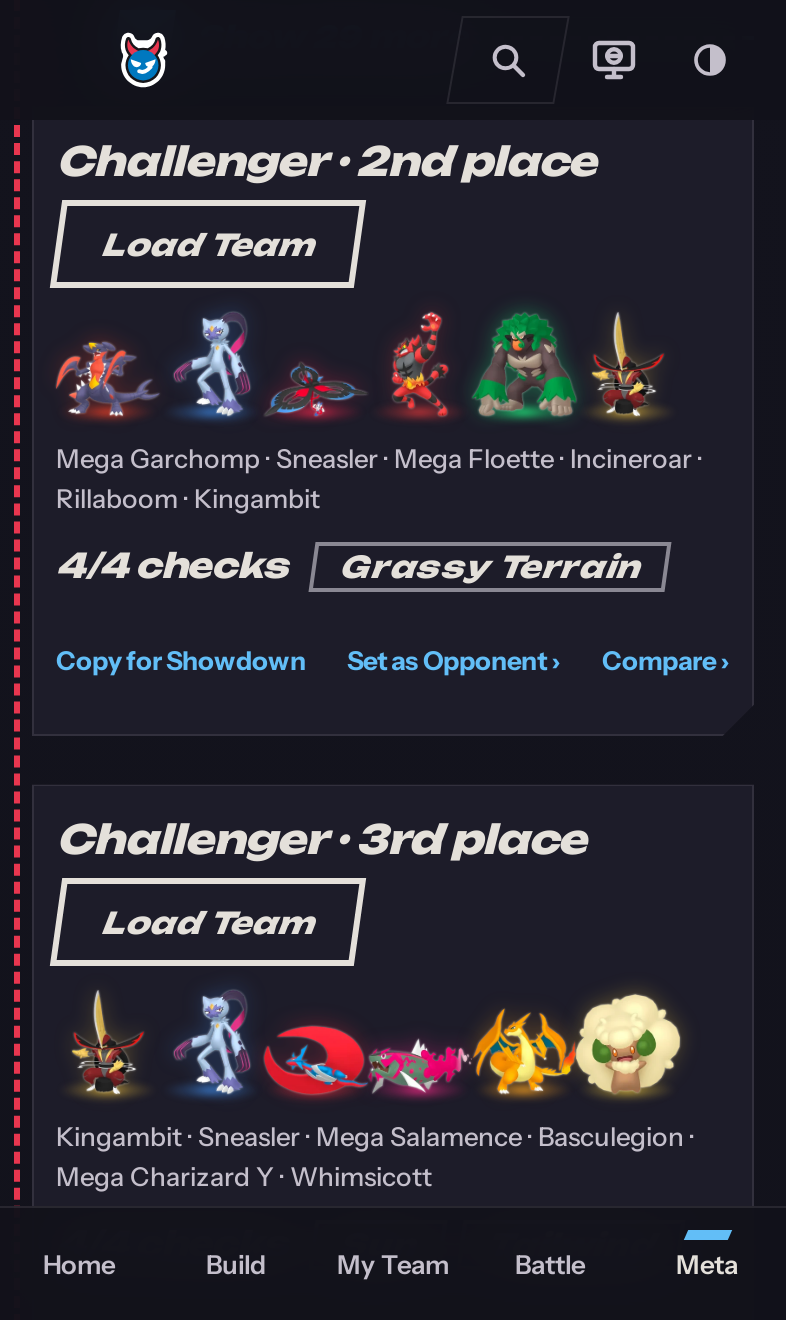 Challenger · 2nd place
Load Team
Mega Garchomp · Sneasler · Mega Floette · Incineroar ·
Rillaboom · Kingambit
4/4 checks
Grassy Terrain
Copy for Showdown
Set as Opponent ›
Compare ›
Challenger · 3rd place
Load Team
Kingambit · Sneasler · Mega Salamence · Basculegion ·
Mega Charizard Y · Whimsicott
Home
Build
My Team
Battle
Meta